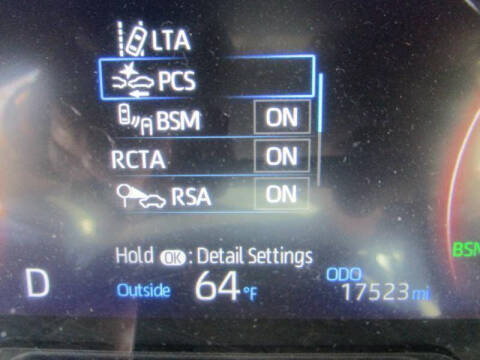 LTA
PCS
BSM ON
RCTA ON
RSA ON
Hold OK : Detail Settings
BSM
D Outside 64°F ODO 17523 mi